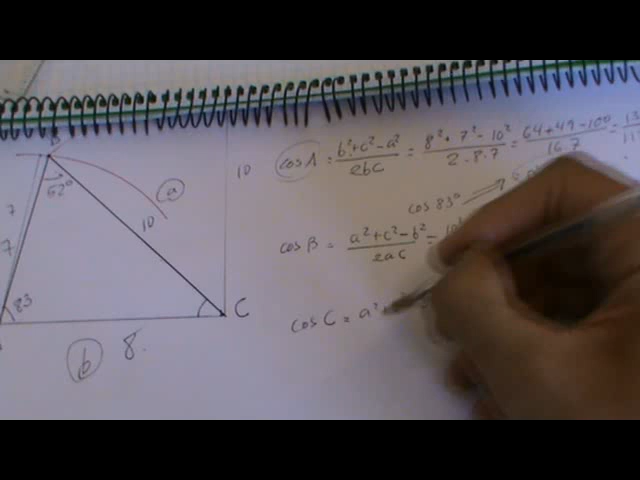 B
62°
a
10
10
7
7
83
C
b
8.
cos A = b²+c²-a² / 2bc = 8²+7²-10² / 2·8·7 = 64+49-100 / 16·7 = 13
cos 83°
cos B = a²+c²-b² / 2ac =
cos C = a²